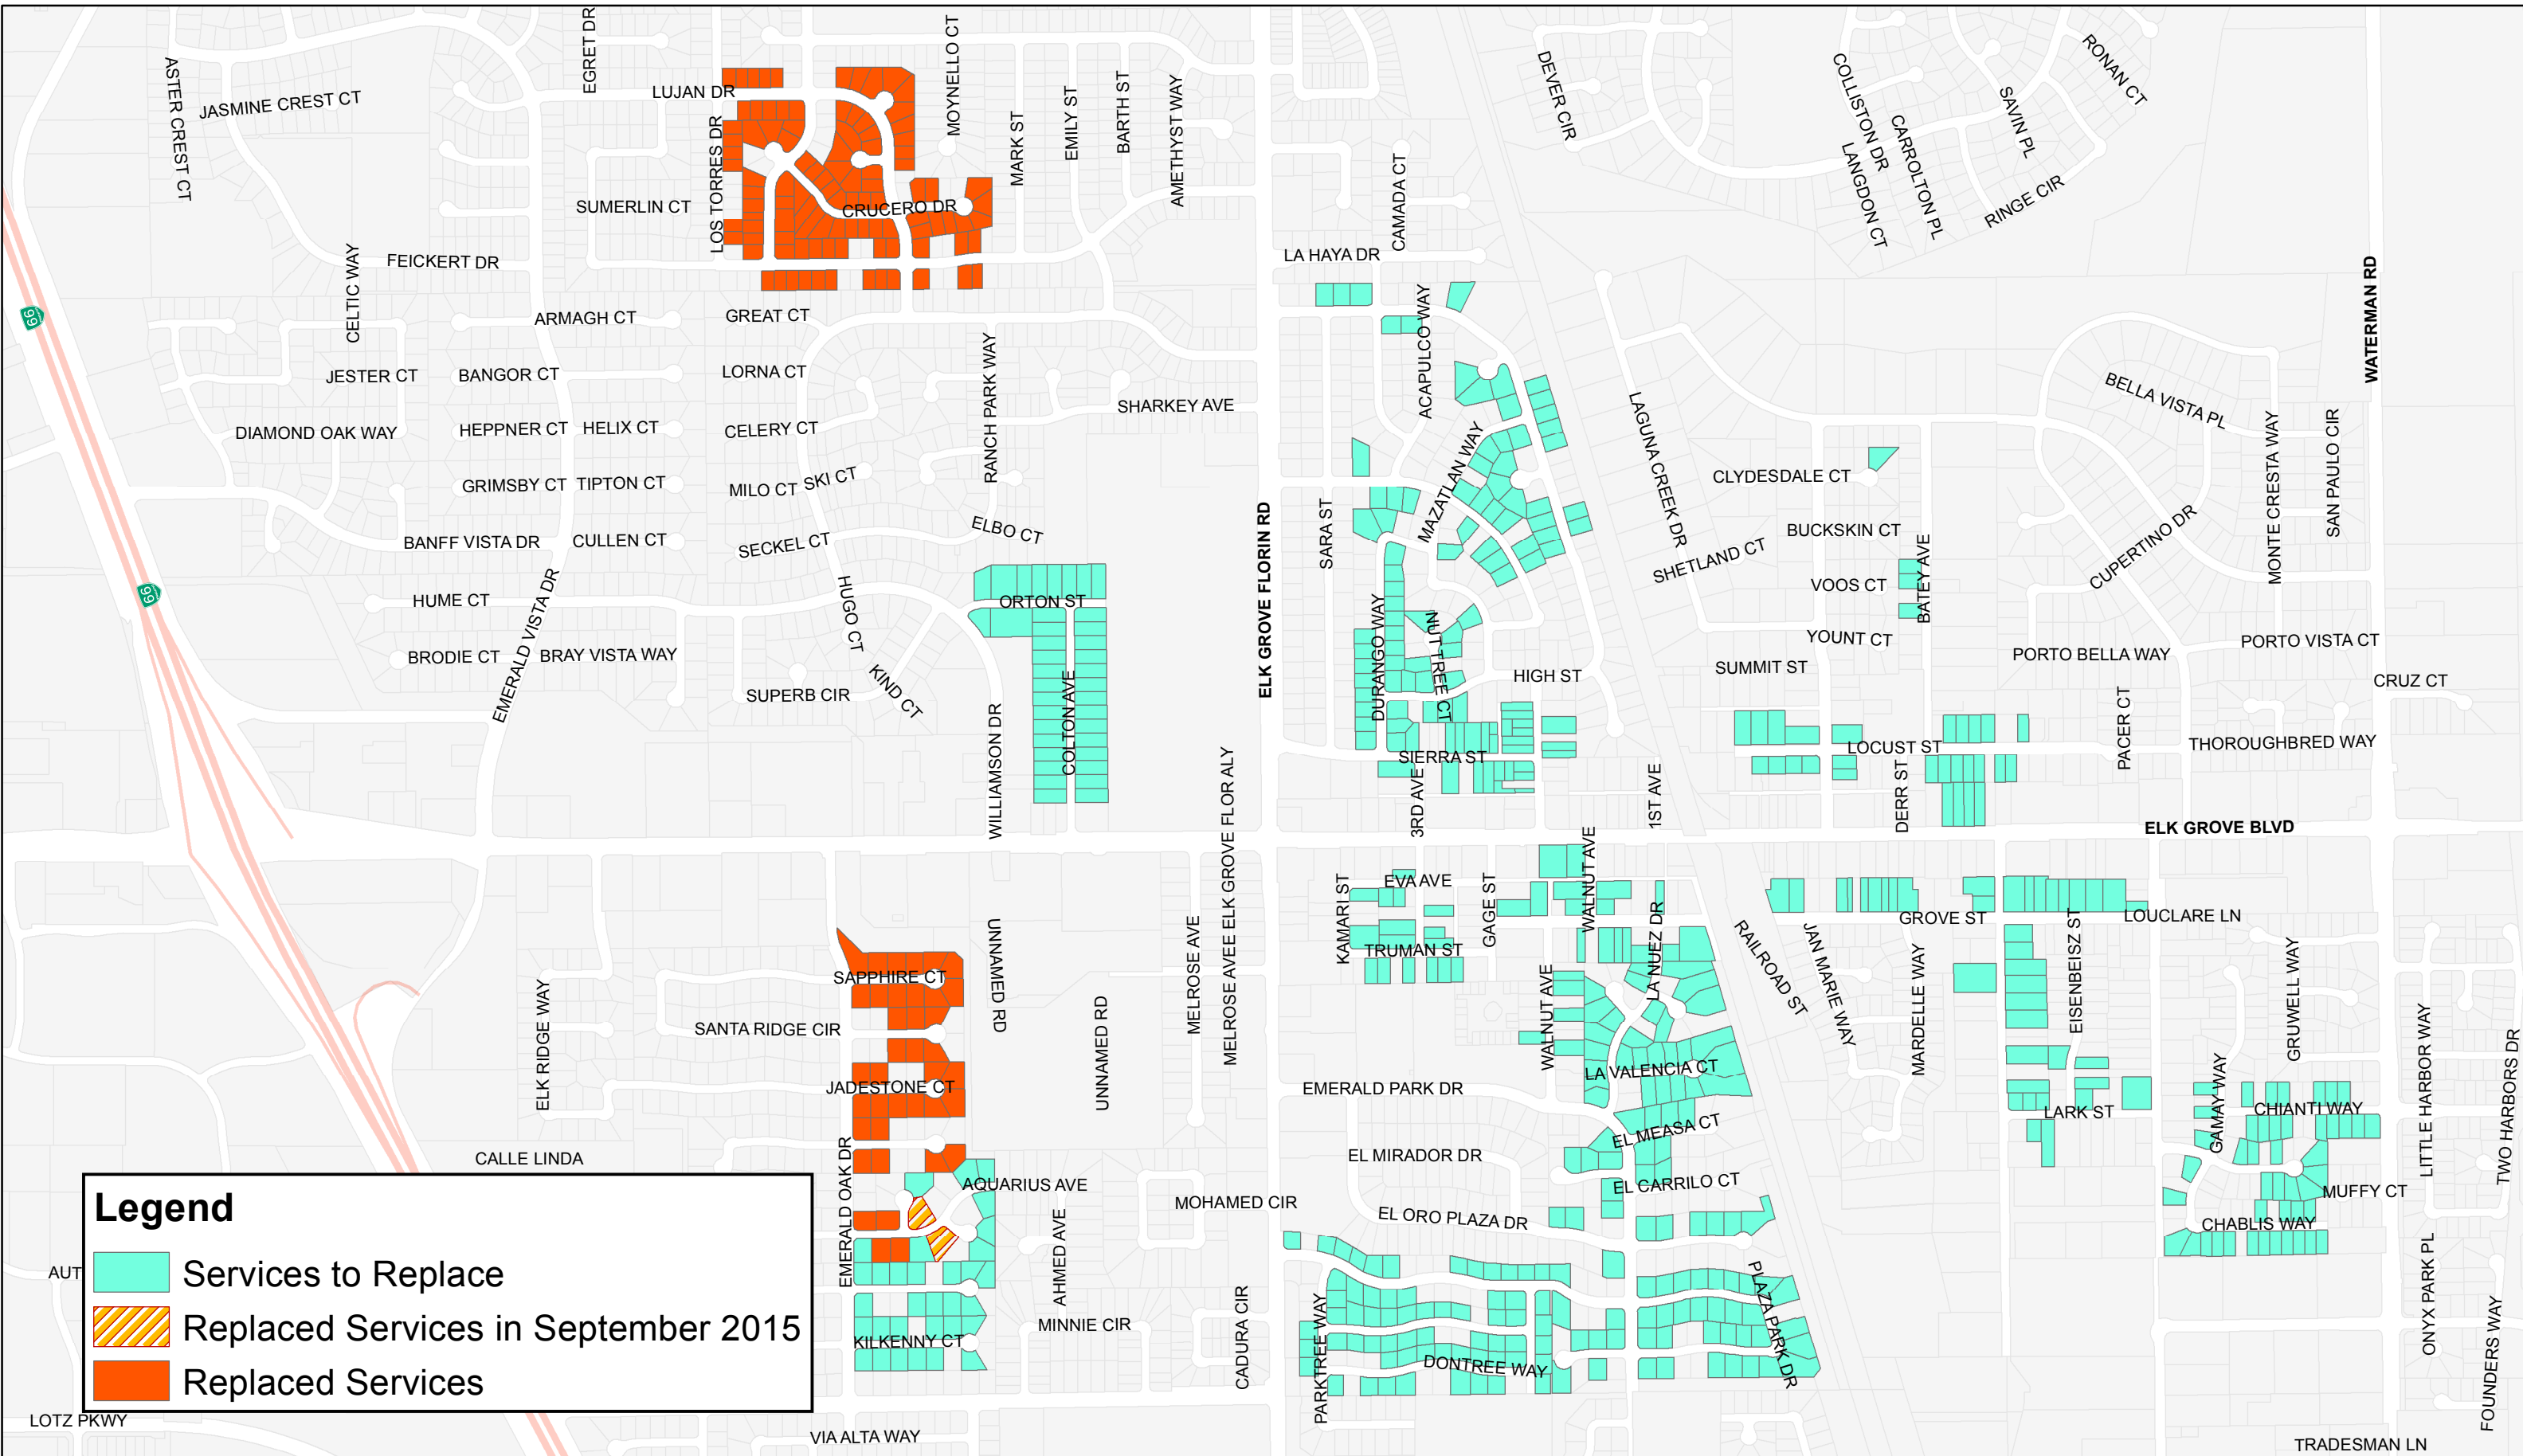 EGRET DR
MOYNELLO CT
RONAN CT
ASTER CREST CT
JASMINE CREST CT
LUJAN DR
DEVER CIR
COLLISTON DR
SAVIN PL
MARK ST
EMILY ST
BARTH ST
AMETHYST WAY
CARROLTON PL
LANGDON CT
RINGE CIR
LOS TORRES DR
SUMERLIN CT
CRUCERO DR
CAMADA CT
LA HAYA DR
CELTIC WAY
FEICKERT DR
99
ARMAGH CT
GREAT CT
ACAPULCO WAY
WATERMAN RD
JESTER CT
BANGOR CT
LORNA CT
RANCH PARK WAY
SHARKEY AVE
BELLA VISTA PL
LAGUNA CREEK DR
DIAMOND OAK WAY
HEPPNER CT
HELIX CT
CELERY CT
MONTE CRESTA WAY
SAN PAULO CIR
MAZATLAN WAY
CLYDESDALE CT
GRIMSBY CT
TIPTON CT
MILO CT
SKI CT
ELK GROVE FLORIN RD
SARA ST
ELBO CT
BUCKSKIN CT
BANFF VISTA DR
CULLEN CT
SECKEL CT
SHETLAND CT
CUPERTINO DR
BATEY AVE
VOOS CT
99
HUME CT
ORTON ST
HUGO CT
EMERALD VISTA DR
DURANGO WAY
NUT TREE CT
YOUNT CT
BRODIE CT
BRAY VISTA WAY
SUMMIT ST
PORTO BELLA WAY
PORTO VISTA CT
HIGH ST
CRUZ CT
SUPERB CIR
KIND CT
COLTON AVE
WILLIAMSON DR
PACER CT
LOCUST ST
THOROUGHBRED WAY
SIERRA ST
3RD AVE
1ST AVE
DERR ST
ELK GROVE BLVD
MELROSE AVEE ELK GROVE FLOR ALY
EVA AVE
KAMARI ST
GAGE ST
WALNUT AVE
GROVE ST
LOUCLARE LN
TRUMAN ST
LA NUEZ DR
RAILROAD ST
JAN MARIE WAY
MARDELLE WAY
EISENBEISZ ST
GRUWELL WAY
UNNAMED RD
MELROSE AVE
SAPPHIRE CT
ELK RIDGE WAY
SANTA RIDGE CIR
UNNAMED RD
WALNUT AVE
LITTLE HARBOR WAY
TWO HARBORS DR
JADESTONE CT
EMERALD PARK DR
LA VALENCIA CT
GAMAY WAY
CHIANTI WAY
LARK ST
EL MEASA CT
CALLE LINDA
EMERALD OAK DR
EL MIRADOR DR
AQUARIUS AVE
MOHAMED CIR
EL CARRILO CT
MUFFY CT
EL ORO PLAZA DR
CHABLIS WAY
AHMED AVE
PLAZA PARK DR
ONYX PARK PL
FOUNDERS WAY
KILKENNY CT
MINNIE CIR
CADURA CIR
PARKTREE WAY
DONTREE WAY
Legend
Services to Replace
AUT
Replaced Services in September 2015
Replaced Services
LOTZ PKWY
VIA ALTA WAY
TRADESMAN LN